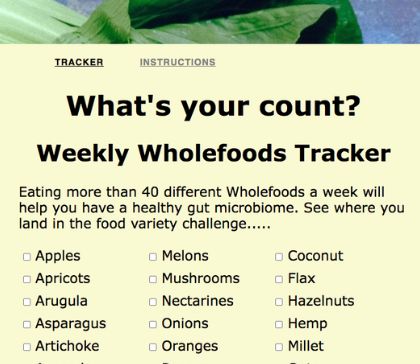 TRACKER INSTRUCTIONS
What's your count?
Weekly Wholefoods Tracker
Eating more than 40 different Wholefoods a week will
help you have a healthy gut microbiome. See where you
land in the food variety challenge.....
Apples Melons Coconut
Apricots Mushrooms Flax
Arugula Nectarines Hazelnuts
Asparagus Onions Hemp
Artichoke Oranges Millet